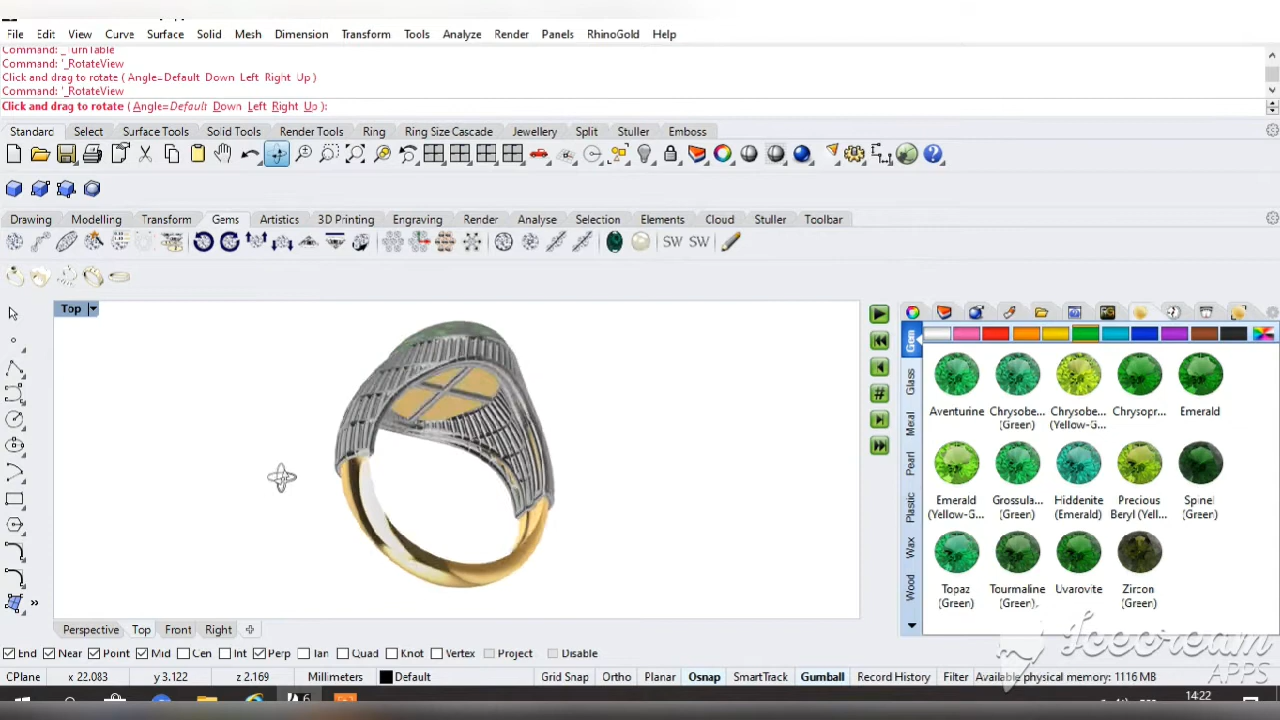 File Edit View Curve Surface Solid Mesh Dimension Transform Tools Analyze Render Panels RhinoGold Help
Command: _TurnTable
Command: '_RotateView
Click and drag to rotate ( Angle=Default Down Left Right Up )
Command: '_RotateView
Click and drag to rotate ( Angle=Default Down Left Right Up ):
Standard Select Surface Tools Solid Tools Render Tools Ring Ring Size Cascade Jewellery Split Stuller Emboss
Drawing Modelling Transform Gems Artistics 3D Printing Engraving Render Analyse Selection Elements Cloud Stuller Toolbar
SW SW
Top
Gem
Glass
Metal
Pearl
Plastic
Wax
Wood
Aventurine Chrysobe... (Green) Chrysobe... (Yellow-G... Chrysopr... Emerald
Emerald (Yellow-G... Grossula... (Green) Hiddenite (Emerald) Precious Beryl (Yell... Spinel (Green)
Topaz (Green) Tourmaline (Green), Uvarovite Zircon (Green)
Perspective Top Front Right
End Near Point Mid Cen Int Perp Tan Quad Knot Vertex Project Disable
CPlane x 22.083 y 3.122 z 2.169 Millimeters Default Grid Snap Ortho Planar Osnap SmartTrack Gumball Record History Filter Available physical memory: 1116 MB
Icecream
APPS
14:22